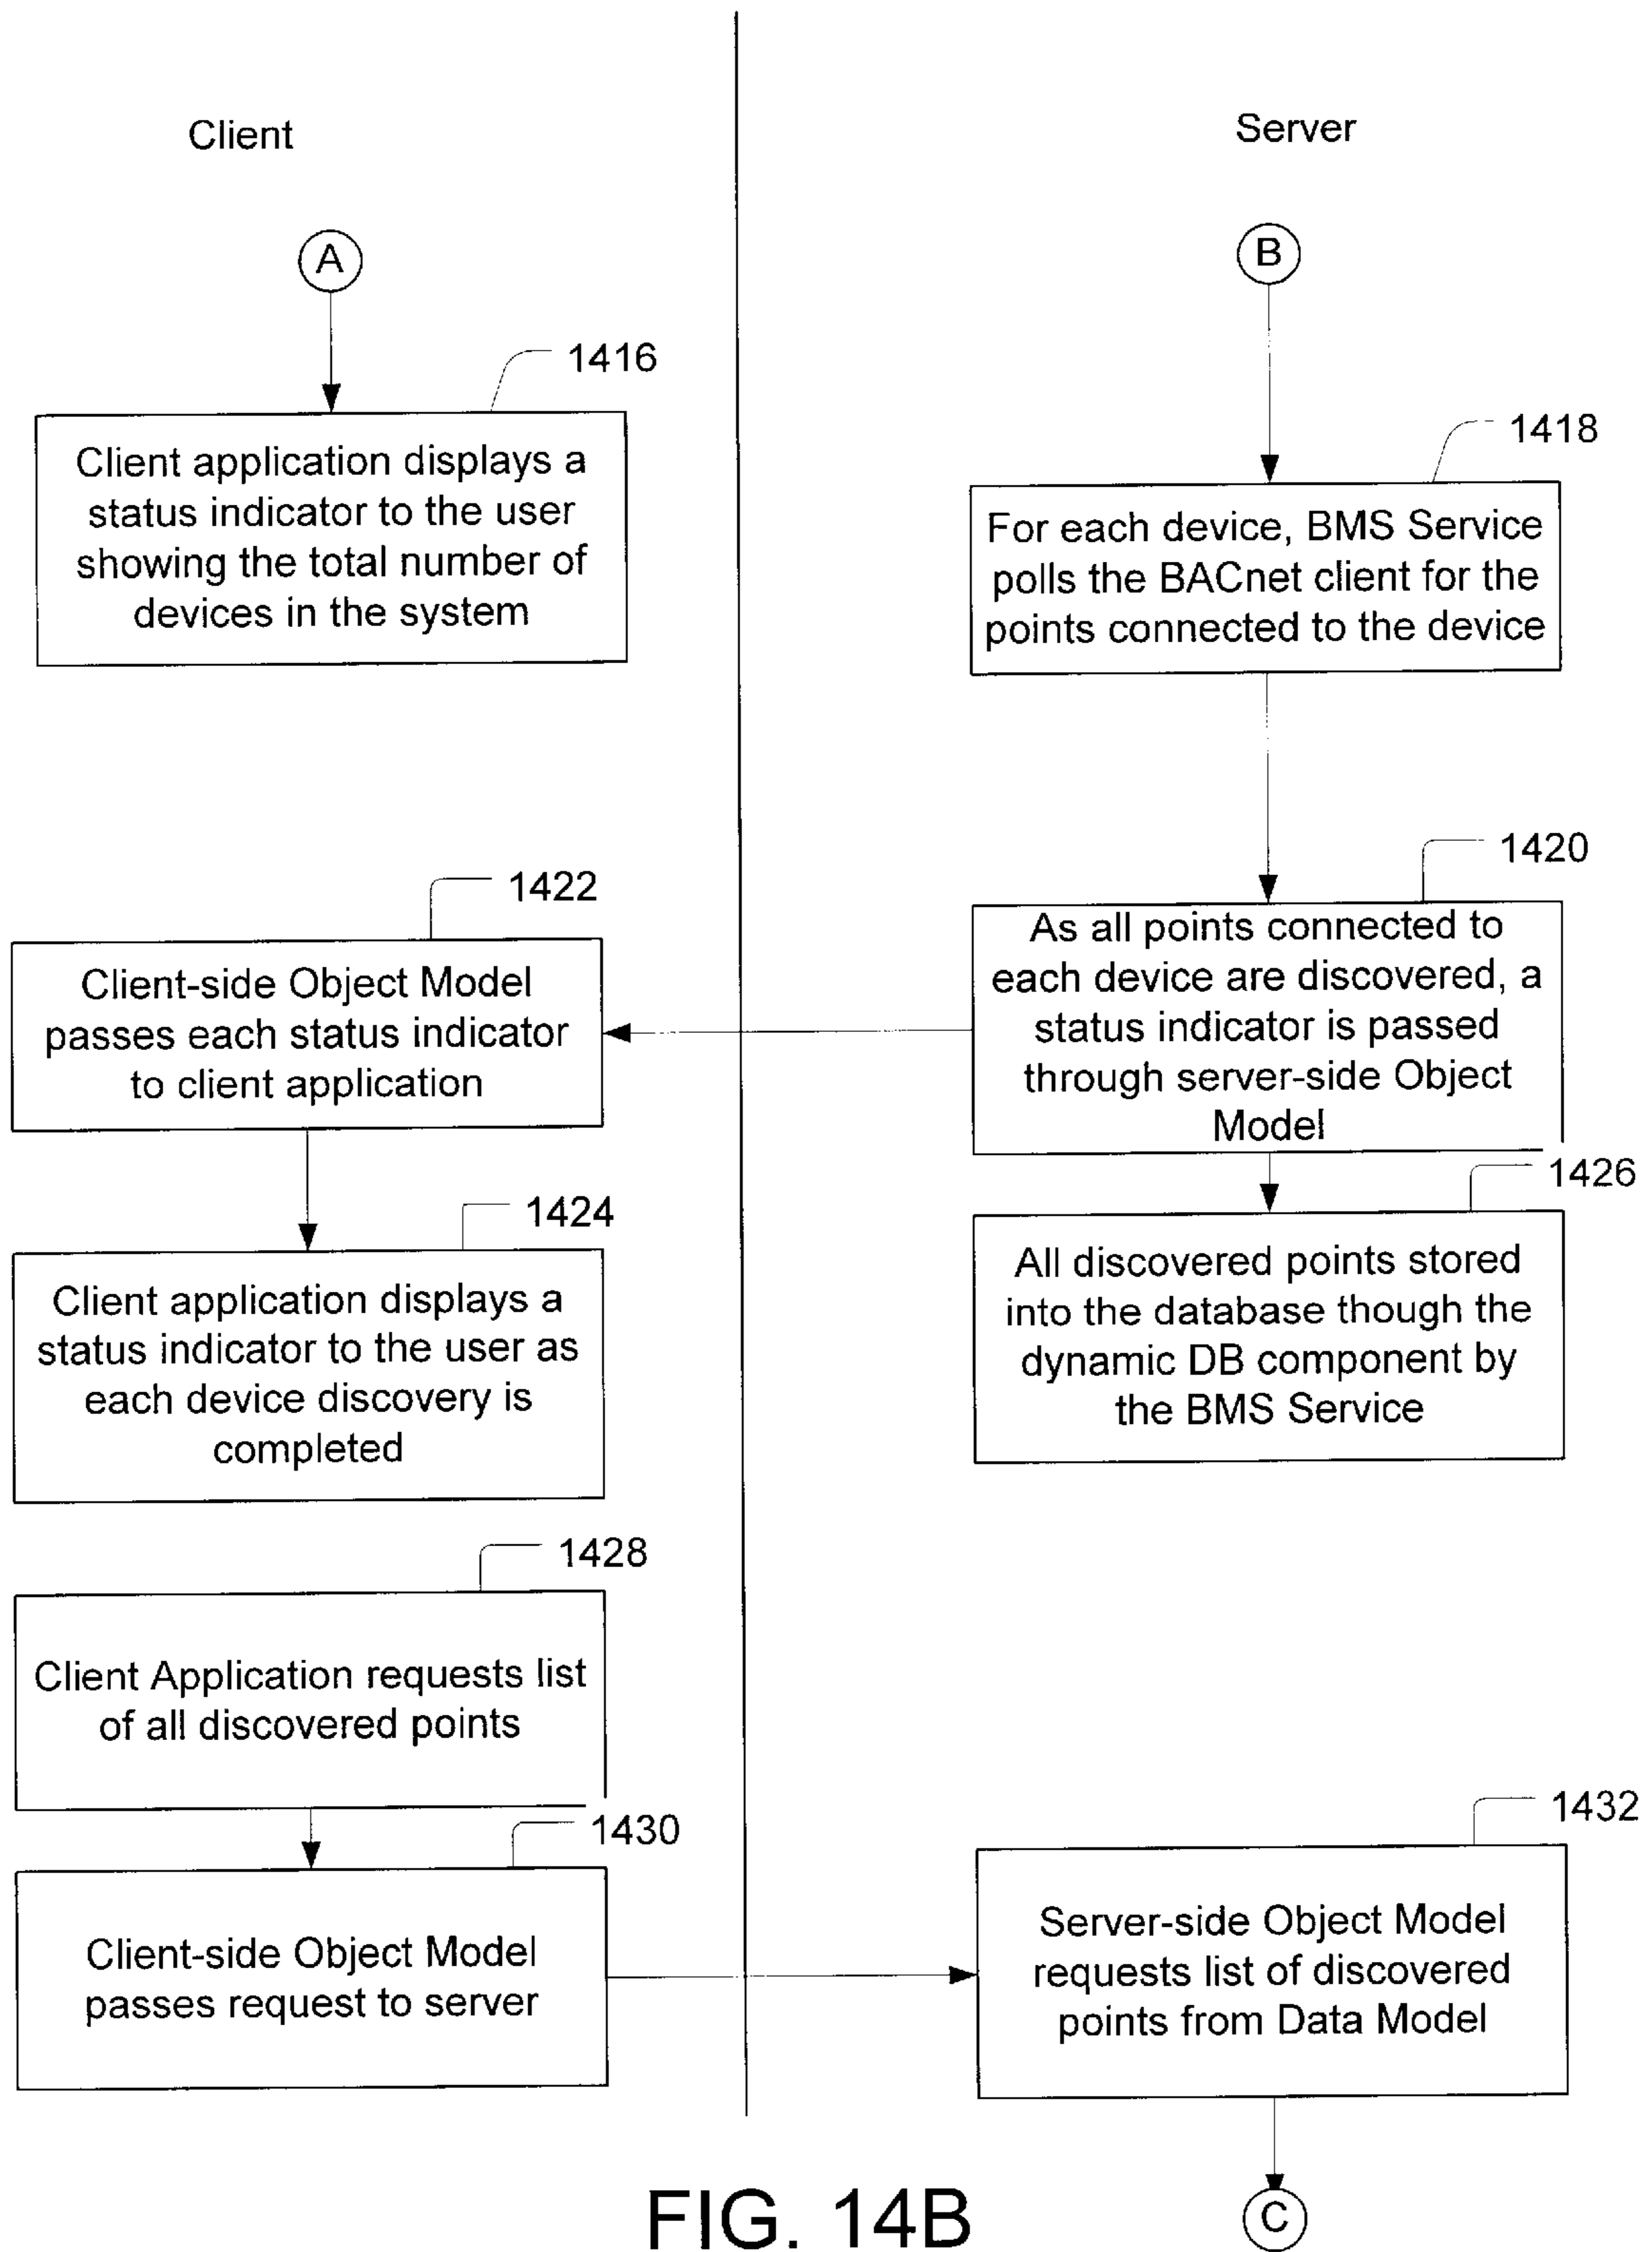 Client
Server
A
B
1416
Client application displays a
status indicator to the user
showing the total number of
devices in the system
1418
For each device, BMS Service
polls the BACnet client for the
points connected to the device
1420
As all points connected to
each device are discovered, a
status indicator is passed
through server-side Object
Model
1422
Client-side Object Model
passes each status indicator
to client application
1424
Client application displays a
status indicator to the user as
each device discovery is
completed
1426
All discovered points stored
into the database though the
dynamic DB component by
the BMS Service
1428
Client Application requests list
of all discovered points
1430
Client-side Object Model
passes request to server
1432
Server-side Object Model
requests list of discovered
points from Data Model
C
FIG. 14B